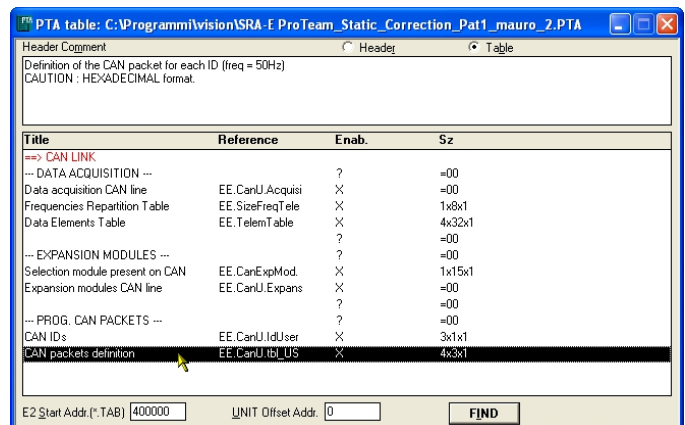 PTA table: C:\Programmi\vision\SRA-E ProTeam_Static_Correction_Pat1_mauro_2.PTA
Header Comment Header Table
Definition of the CAN packet for each ID (freq = 50Hz)
CAUTION : HEXADECIMAL format.
Title Reference Enab. Sz
==> CAN LINK
--- DATA ACQUISITION --- ? =00
Data acquisition CAN line EE.CanU.Acquisi X =00
Frequencies Repartition Table EE.SizeFreqTele X 1x8x1
Data Elements Table EE.TelemTable X 4x32x1
? =00
--- EXPANSION MODULES --- ? =00
Selection module present on CAN EE.CanExpMod. X 1x15x1
Expansion modules CAN line EE.CanU.Expans X =00
? =00
--- PROG. CAN PACKETS --- ? =00
CAN IDs EE.CanU.IdUser X 3x1x1
CAN packets definition EE.CanU.tbl_US X 4x3x1
E2 Start Addr.(*.TAB) 400000 UNIT Offset Addr. 0 FIND